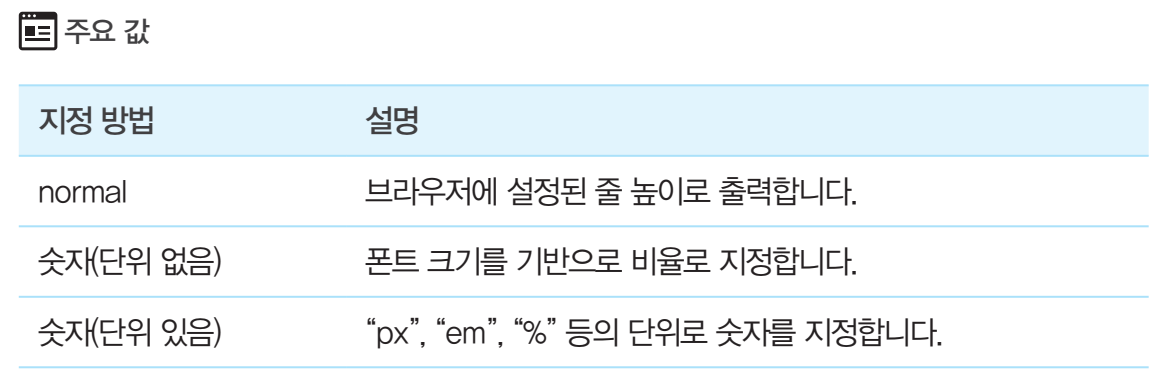 주요 값
지정 방법 설명
normal 브라우저에 설정된 줄 높이로 출력합니다.
숫자(단위 없음) 폰트 크기를 기반으로 비율로 지정합니다.
숫자(단위 있음) “px”, “em”, “%” 등의 단위로 숫자를 지정합니다.